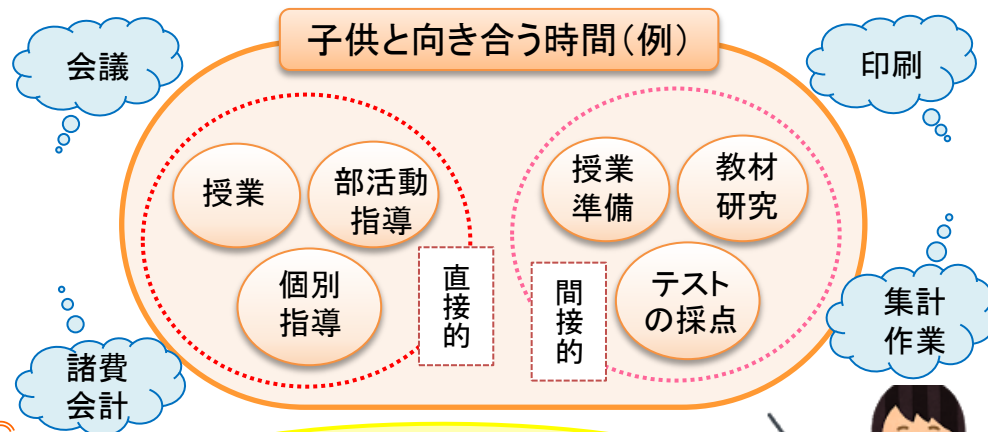 子供と向き合う時間(例)
会議
印刷
授業
部活動
指導
個別
指導
直
接
的
授業
準備
教材
研究
テスト
の採点
間
接
的
諸費
会計
集計
作業